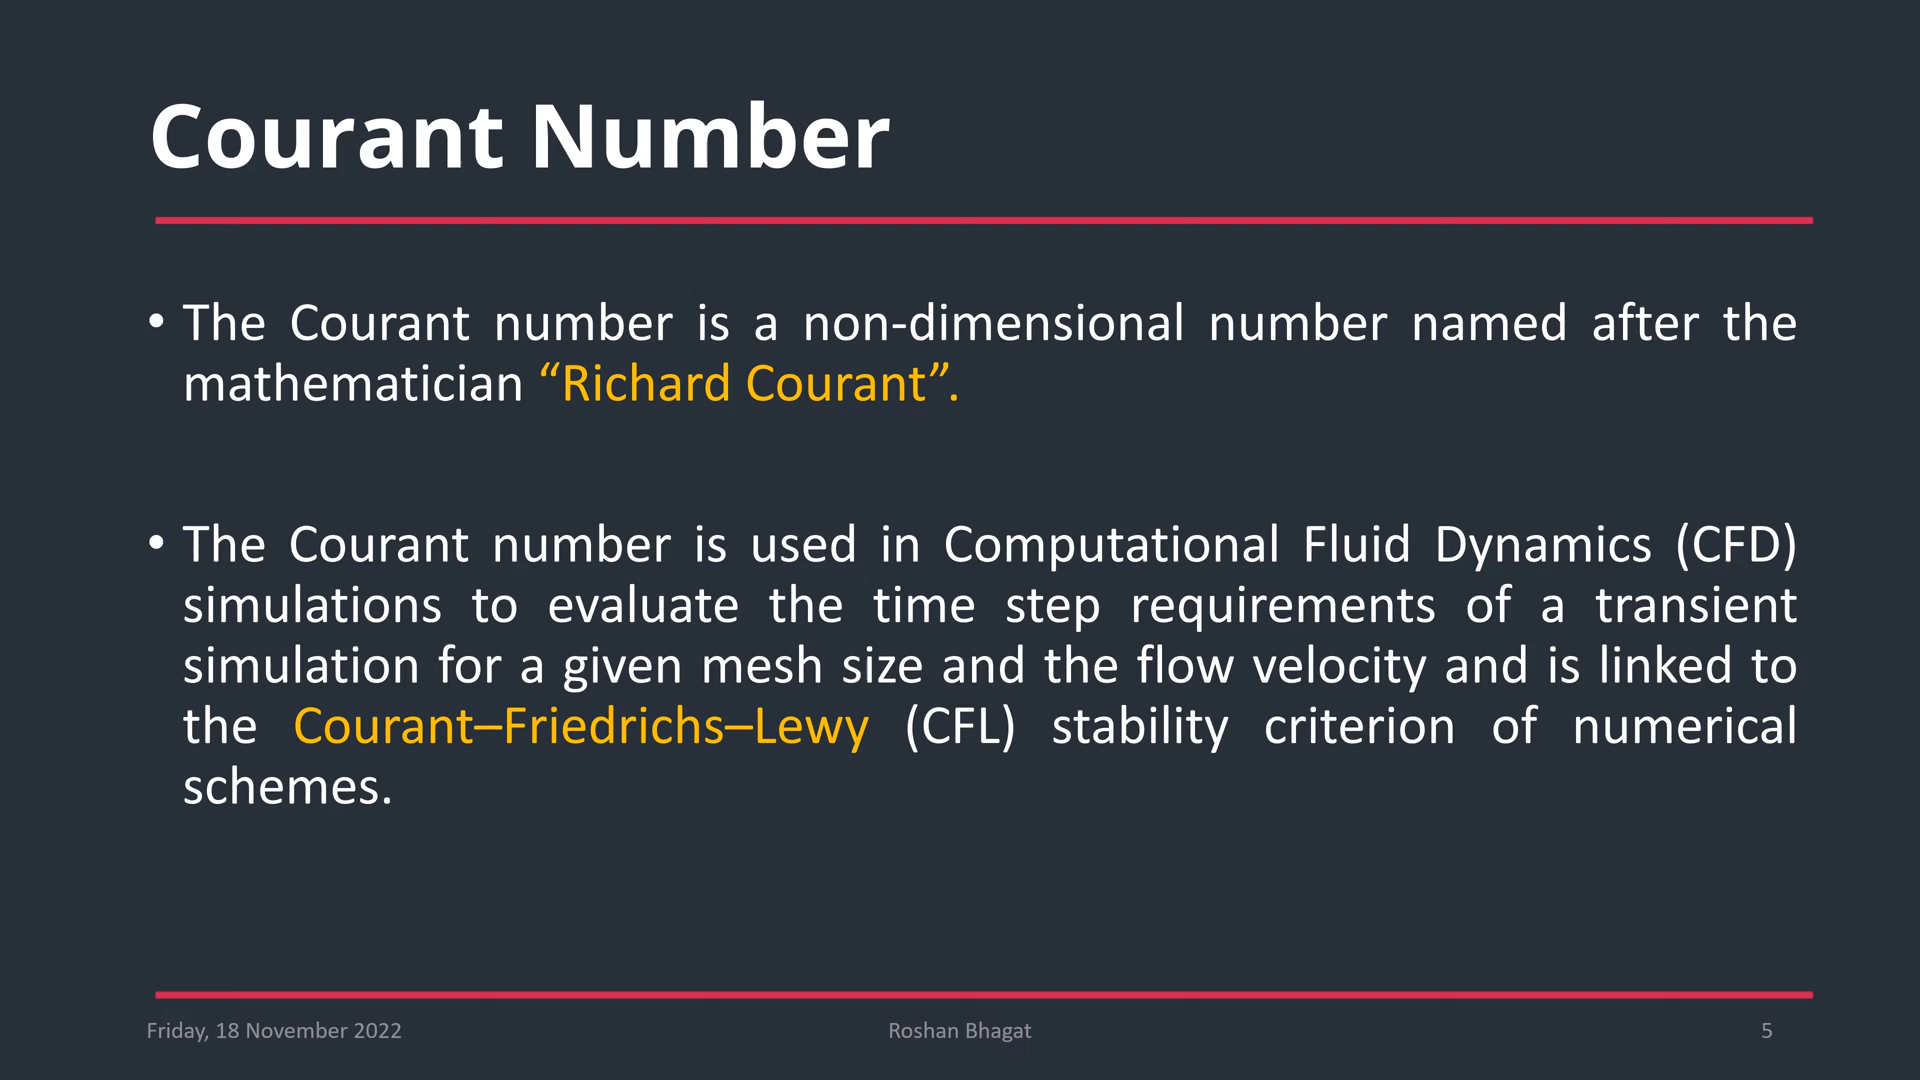 Courant Number
• The Courant number is a non-dimensional number named after the
mathematician “Richard Courant”.
• The Courant number is used in Computational Fluid Dynamics (CFD)
simulations to evaluate the time step requirements of a transient
simulation for a given mesh size and the flow velocity and is linked to
the Courant–Friedrichs–Lewy (CFL) stability criterion of numerical
schemes.
Friday, 18 November 2022
Roshan Bhagat
5